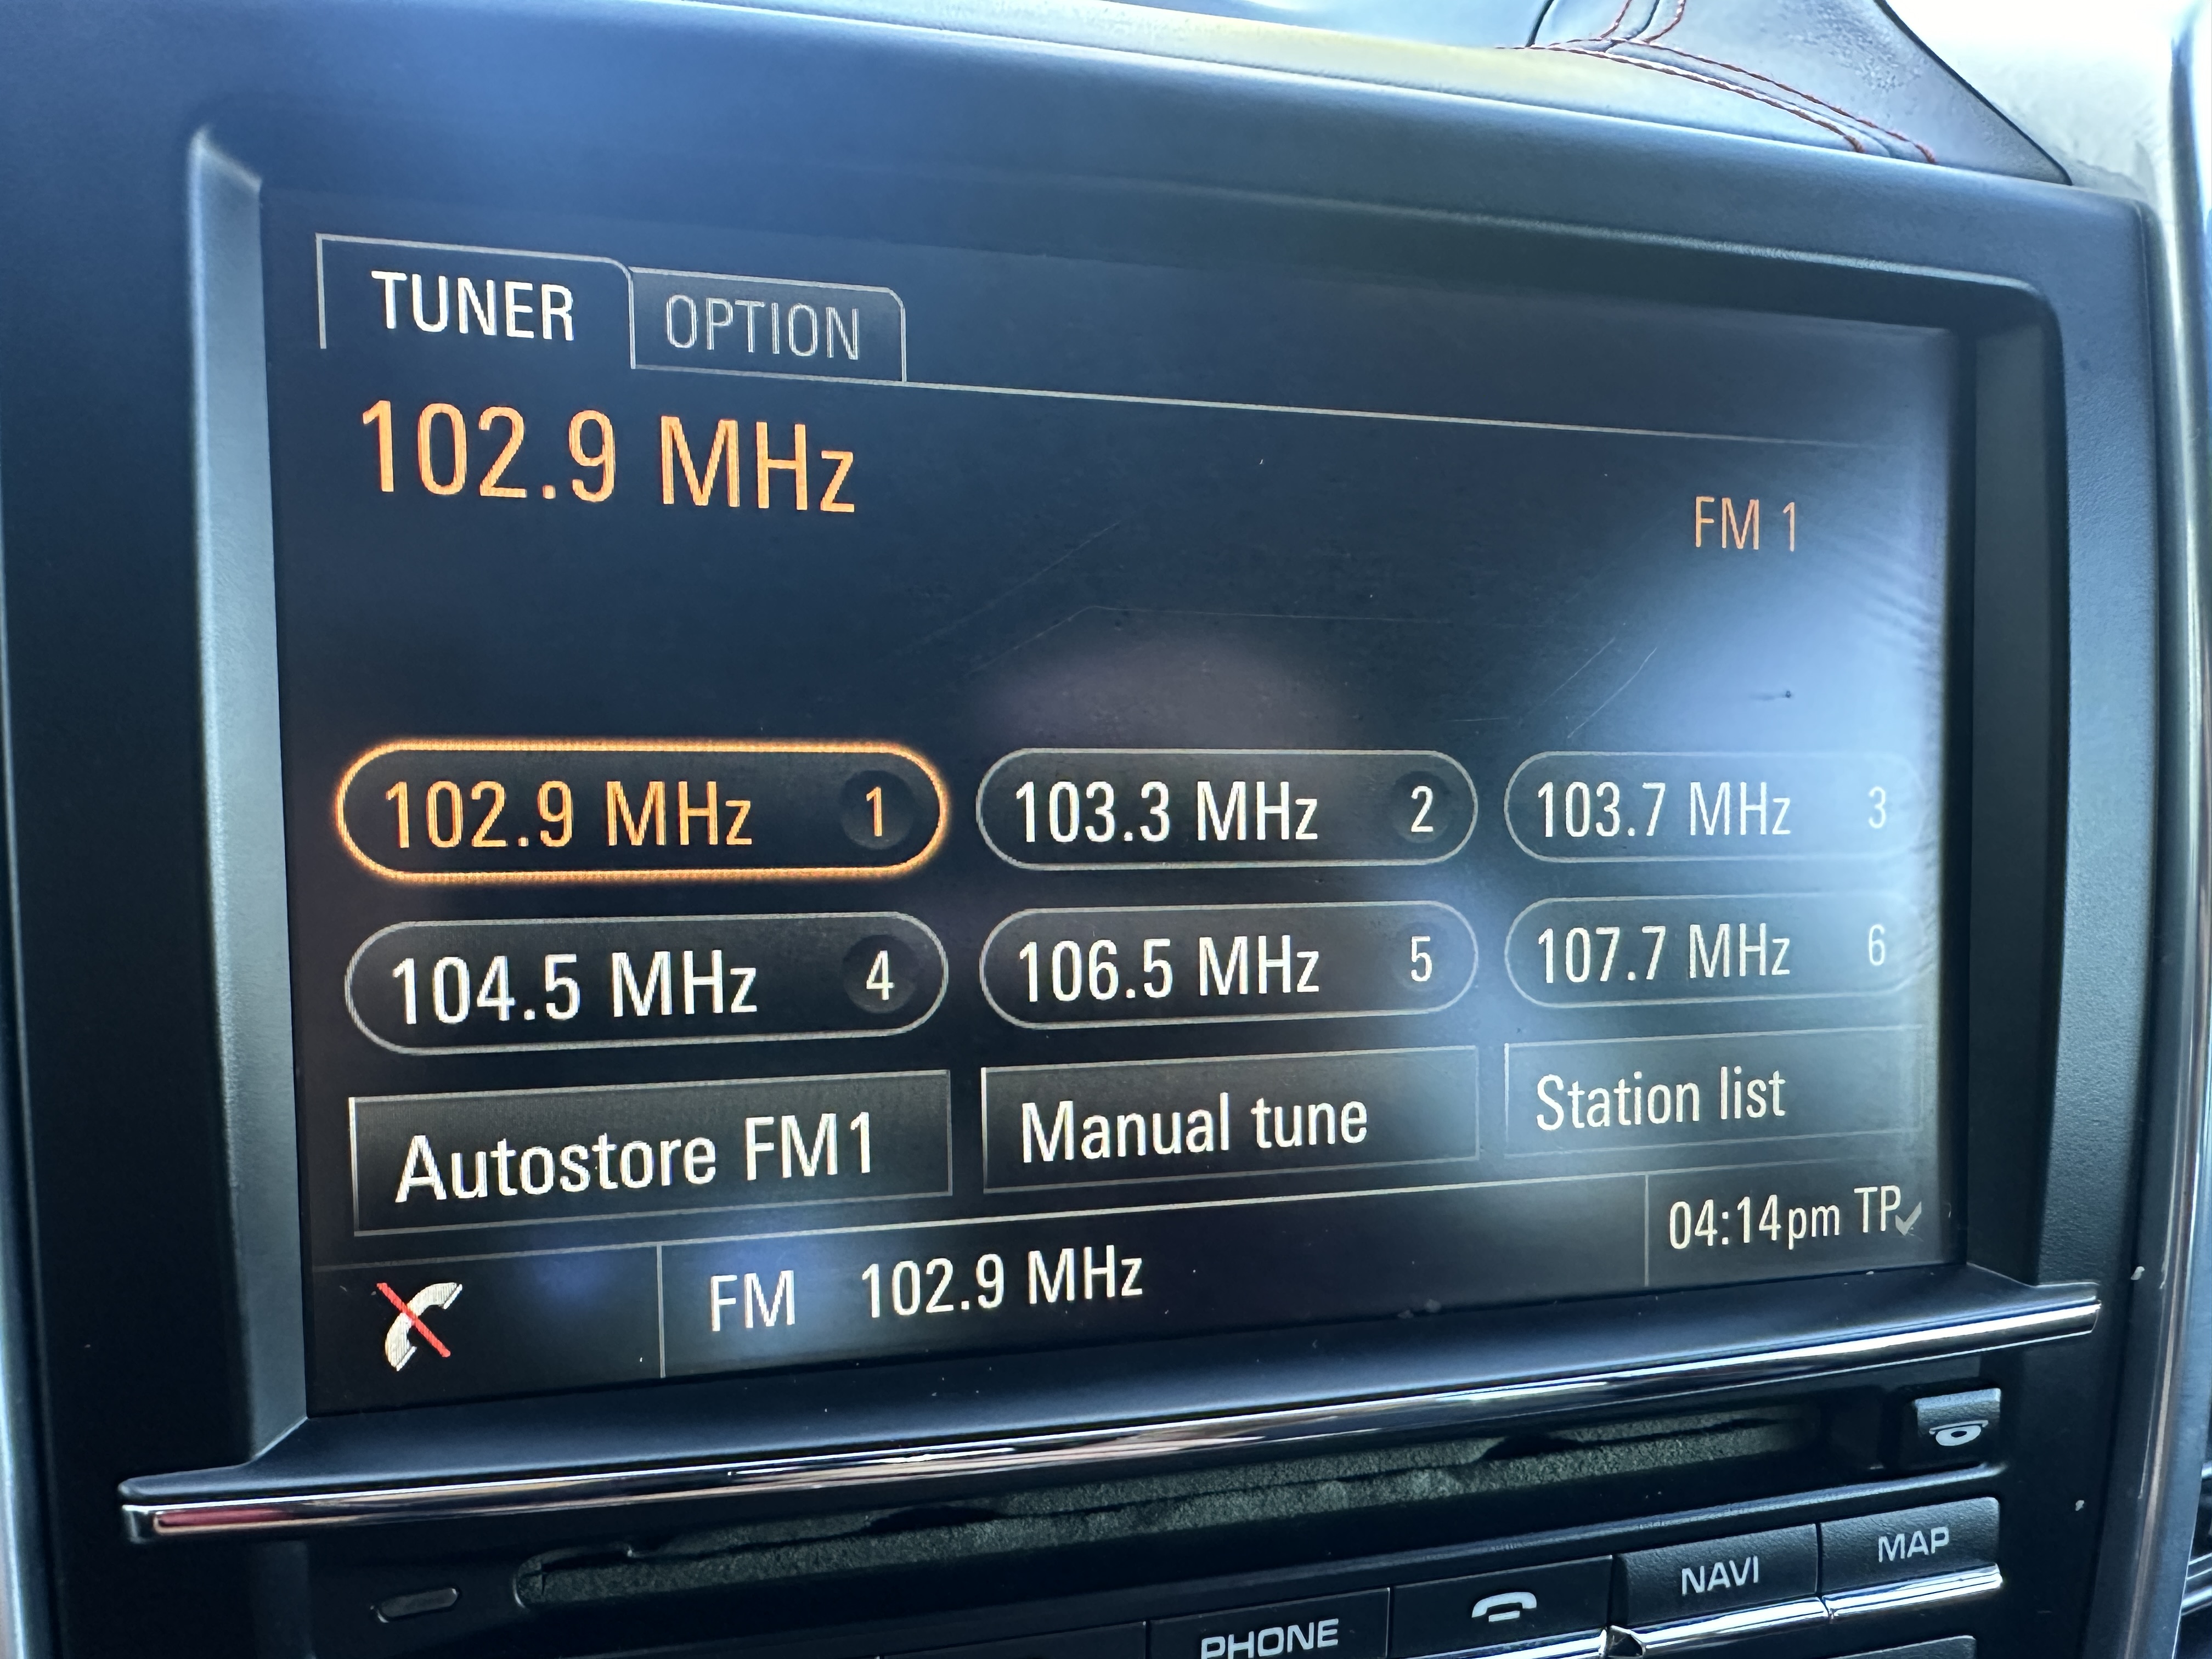 TUNER OPTION
102.9 MHz
FM 1
102.9 MHz 1 103.3 MHz 2 103.7 MHz 3
104.5 MHz 4 106.5 MHz 5 107.7 MHz 6
Autostore FM1 Manual tune Station list
FM 102.9 MHz 04:14pm TP
PHONE NAVI MAP